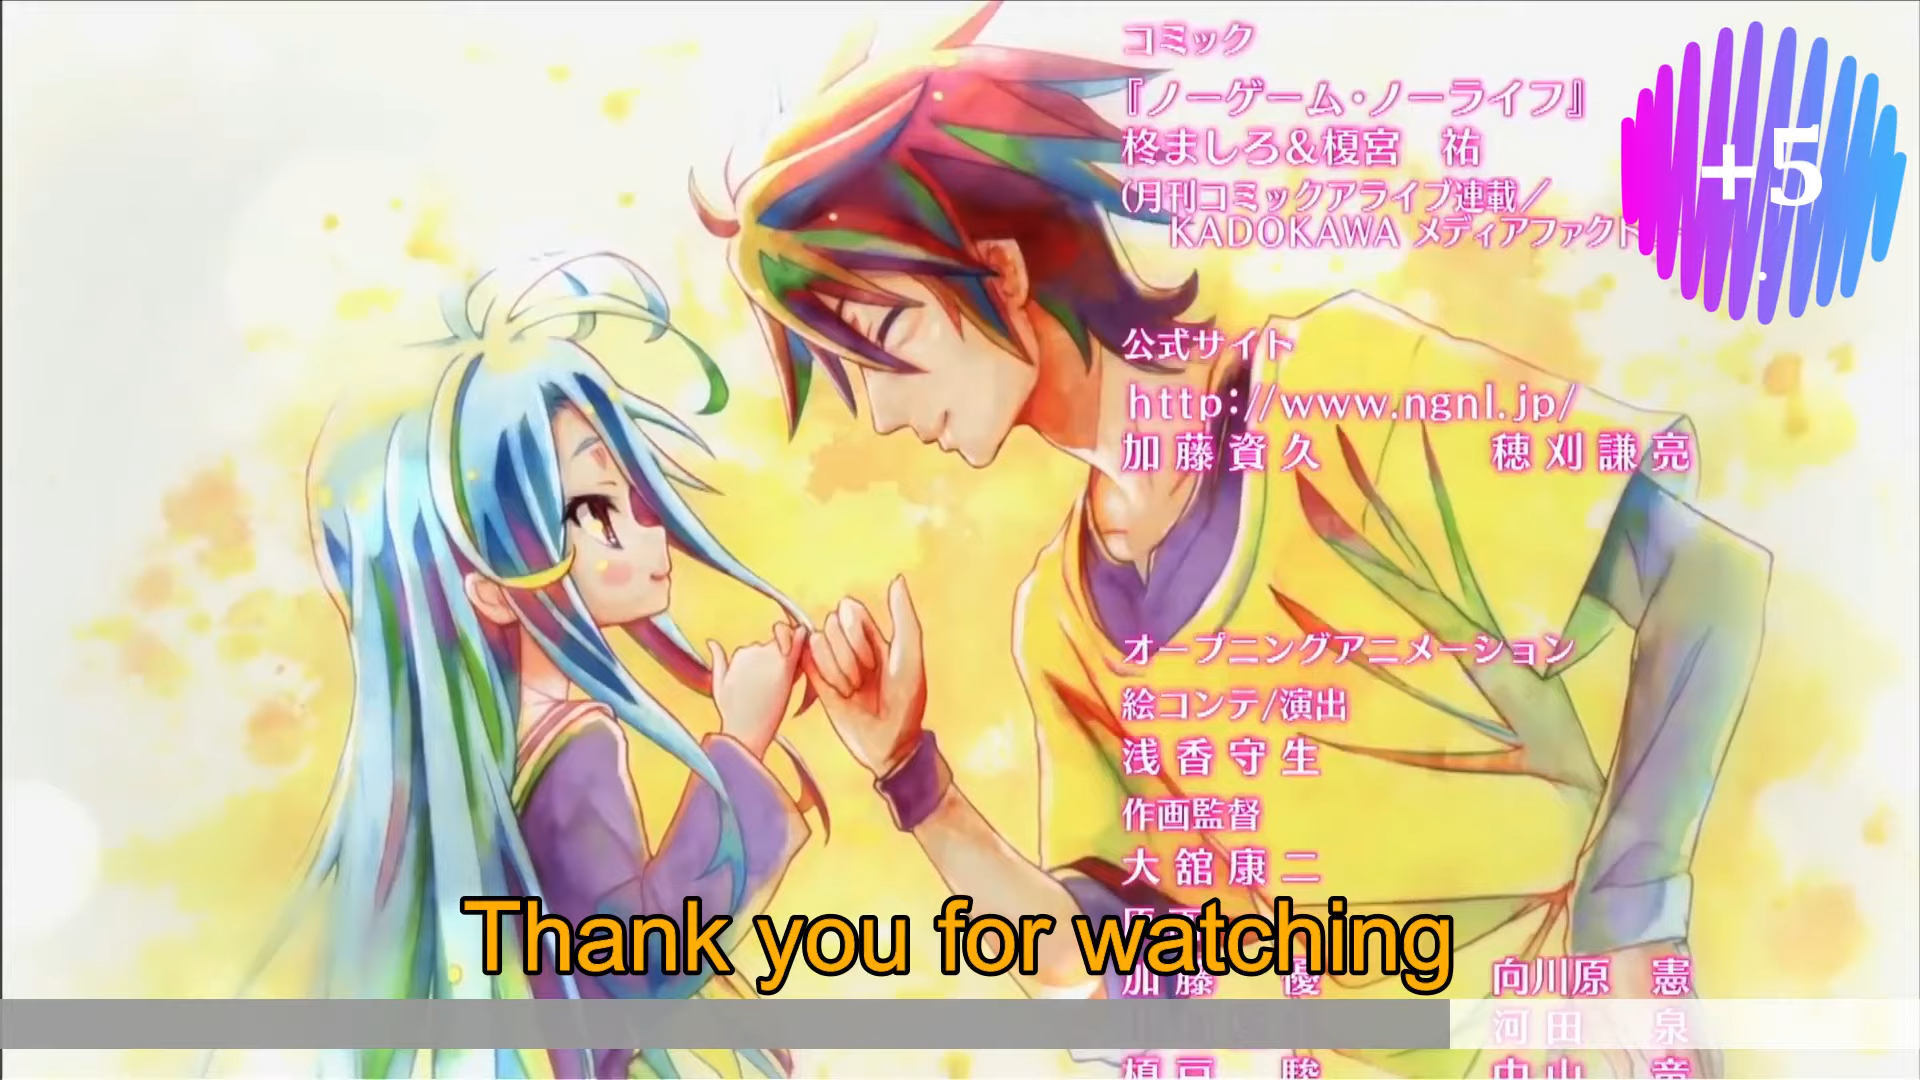 コミック
『ノーゲーム・ノーライフ』
柊ましろ&榎宮 祐
(月刊コミックアライブ連載/
KADOKAWA メディアファクト
+5
公式サイト
http://www.ngnl.jp/
加藤資久 穂刈謙亮
オープニングアニメーション
絵コンテ/演出
浅香守生
作画監督
大舘康二
Thank you for watching
加藤 優 向川原 憲
河田 泉